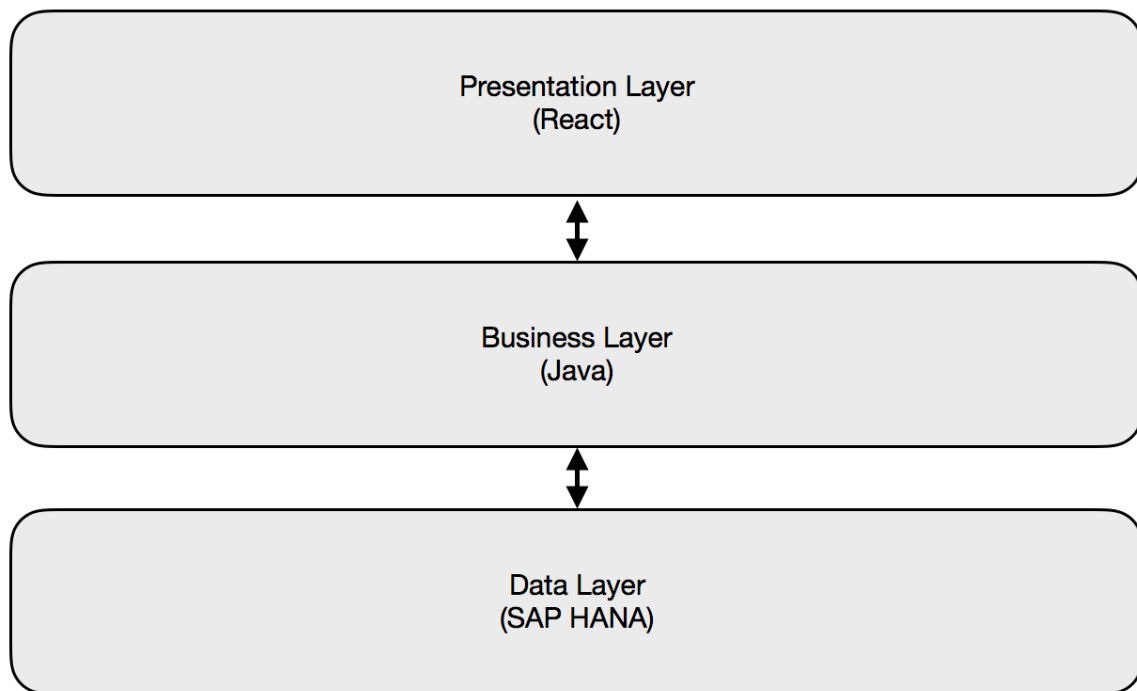 Presentation Layer
(React)
Business Layer
(Java)
Data Layer
(SAP HANA)